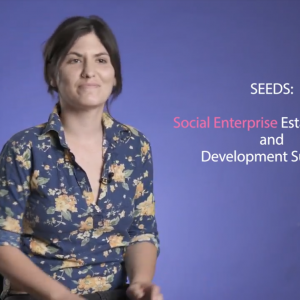 SEEDS:
Social Enterprise
and
Development